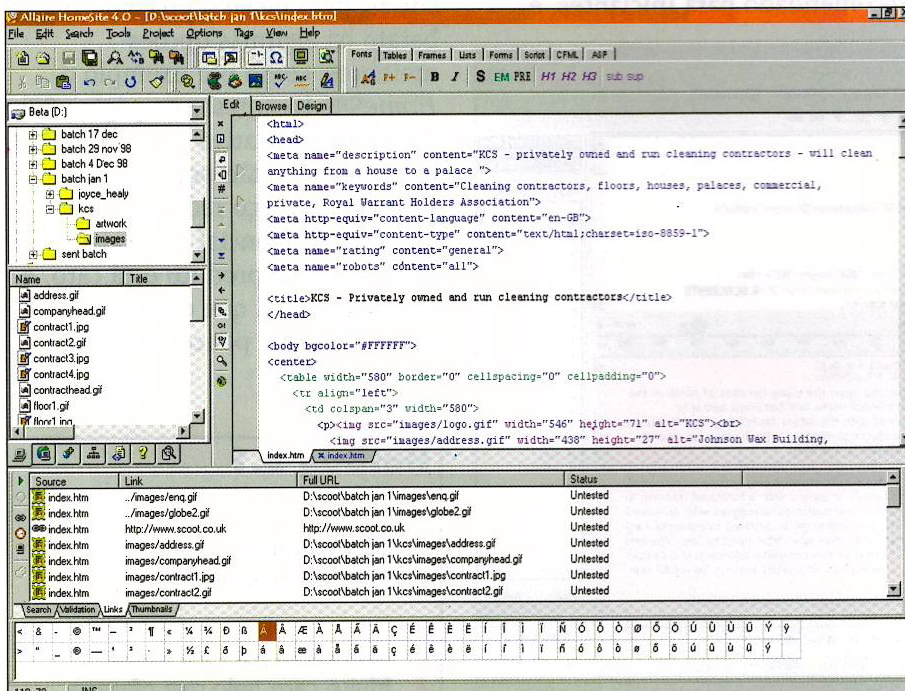 Allaire HomeSite 4.0 - [D:\scoot\batch jan 1\kcs\index.htm]
File Edit Search Tools Project Options Tags View Help
Fonts Tables Frames Lists Forms Script CFML ASP
F+ F- B I S EM PRE H1 H2 H3 sub sup
Beta (D:)
batch 17 dec
batch 29 nov 98
batch 4 Dec 98
batch jan 1
joyce_healy
kcs
artwork
images
sent batch
Name Title
address.gif
companyhead.gif
contract1.jpg
contract2.gif
contract3.jpg
contract4.jpg
contracthead.gif
floor1.gif
floor1.jpg
Edit Browse Design
<html>
<head>
<meta name="description" content="KCS - privately owned and run cleaning contractors - will clean
anything from a house to a palace ">
<meta name="keywords" content="Cleaning contractors, floors, houses, palaces, commercial,
private, Royal Warrant Holders Association">
<meta http-equiv="content-language" content="en-GB">
<meta http-equiv="content-type" content="text/html;charset=iso-8859-1">
<meta name="rating" content="general">
<meta name="robots" content="all">
<title>KCS - Privately owned and run cleaning contractors</title>
</head>
<body bgcolor="#FFFFFF">
<center>
<table width="580" border="0" cellspacing="0" cellpadding="0">
<tr align="left">
<td colspan="3" width="580">
<p><img src="images/logo.gif" width="546" height="71" alt="KCS"><br>
<img src="images/address.gif" width="438" height="27" alt="Johnson Wax Building,
index.htm index.htm
Source Link Full URL Status
index.htm ../images/enq.gif D:\scoot\batch jan 1\images\enq.gif Untested
index.htm ../images/globe2.gif D:\scoot\batch jan 1\images\globe2.gif Untested
index.htm http://www.scoot.co.uk http://www.scoot.co.uk Untested
index.htm images/address.gif D:\scoot\batch jan 1\kcs\images\address.gif Untested
index.htm images/companyhead.gif D:\scoot\batch jan 1\kcs\images\companyhead.gif Untested
index.htm images/contract1.jpg D:\scoot\batch jan 1\kcs\images\contract1.jpg Untested
index.htm images/contract2.gif D:\scoot\batch jan 1\kcs\images\contract2.gif Untested
Search Validation Links Thumbnails